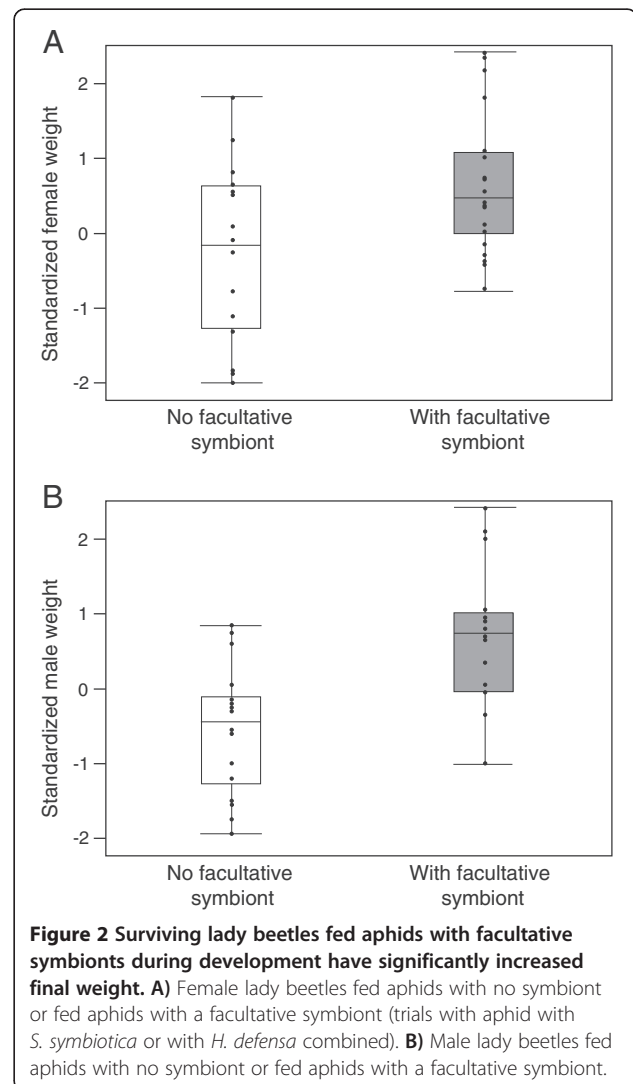 A
Standardized female weight
2
1
0
-1
-2
No facultative
symbiont
With facultative
symbiont
B
Standardized male weight
2
1
0
-1
-2
No facultative
symbiont
With facultative
symbiont
Figure 2 Surviving lady beetles fed aphids with facultative
symbionts during development have significantly increased
final weight. A) Female lady beetles fed aphids with no symbiont
or fed aphids with a facultative symbiont (trials with aphid with
S. symbiotica or with H. defensa combined). B) Male lady beetles fed
aphids with no symbiont or fed aphids with a facultative symbiont.